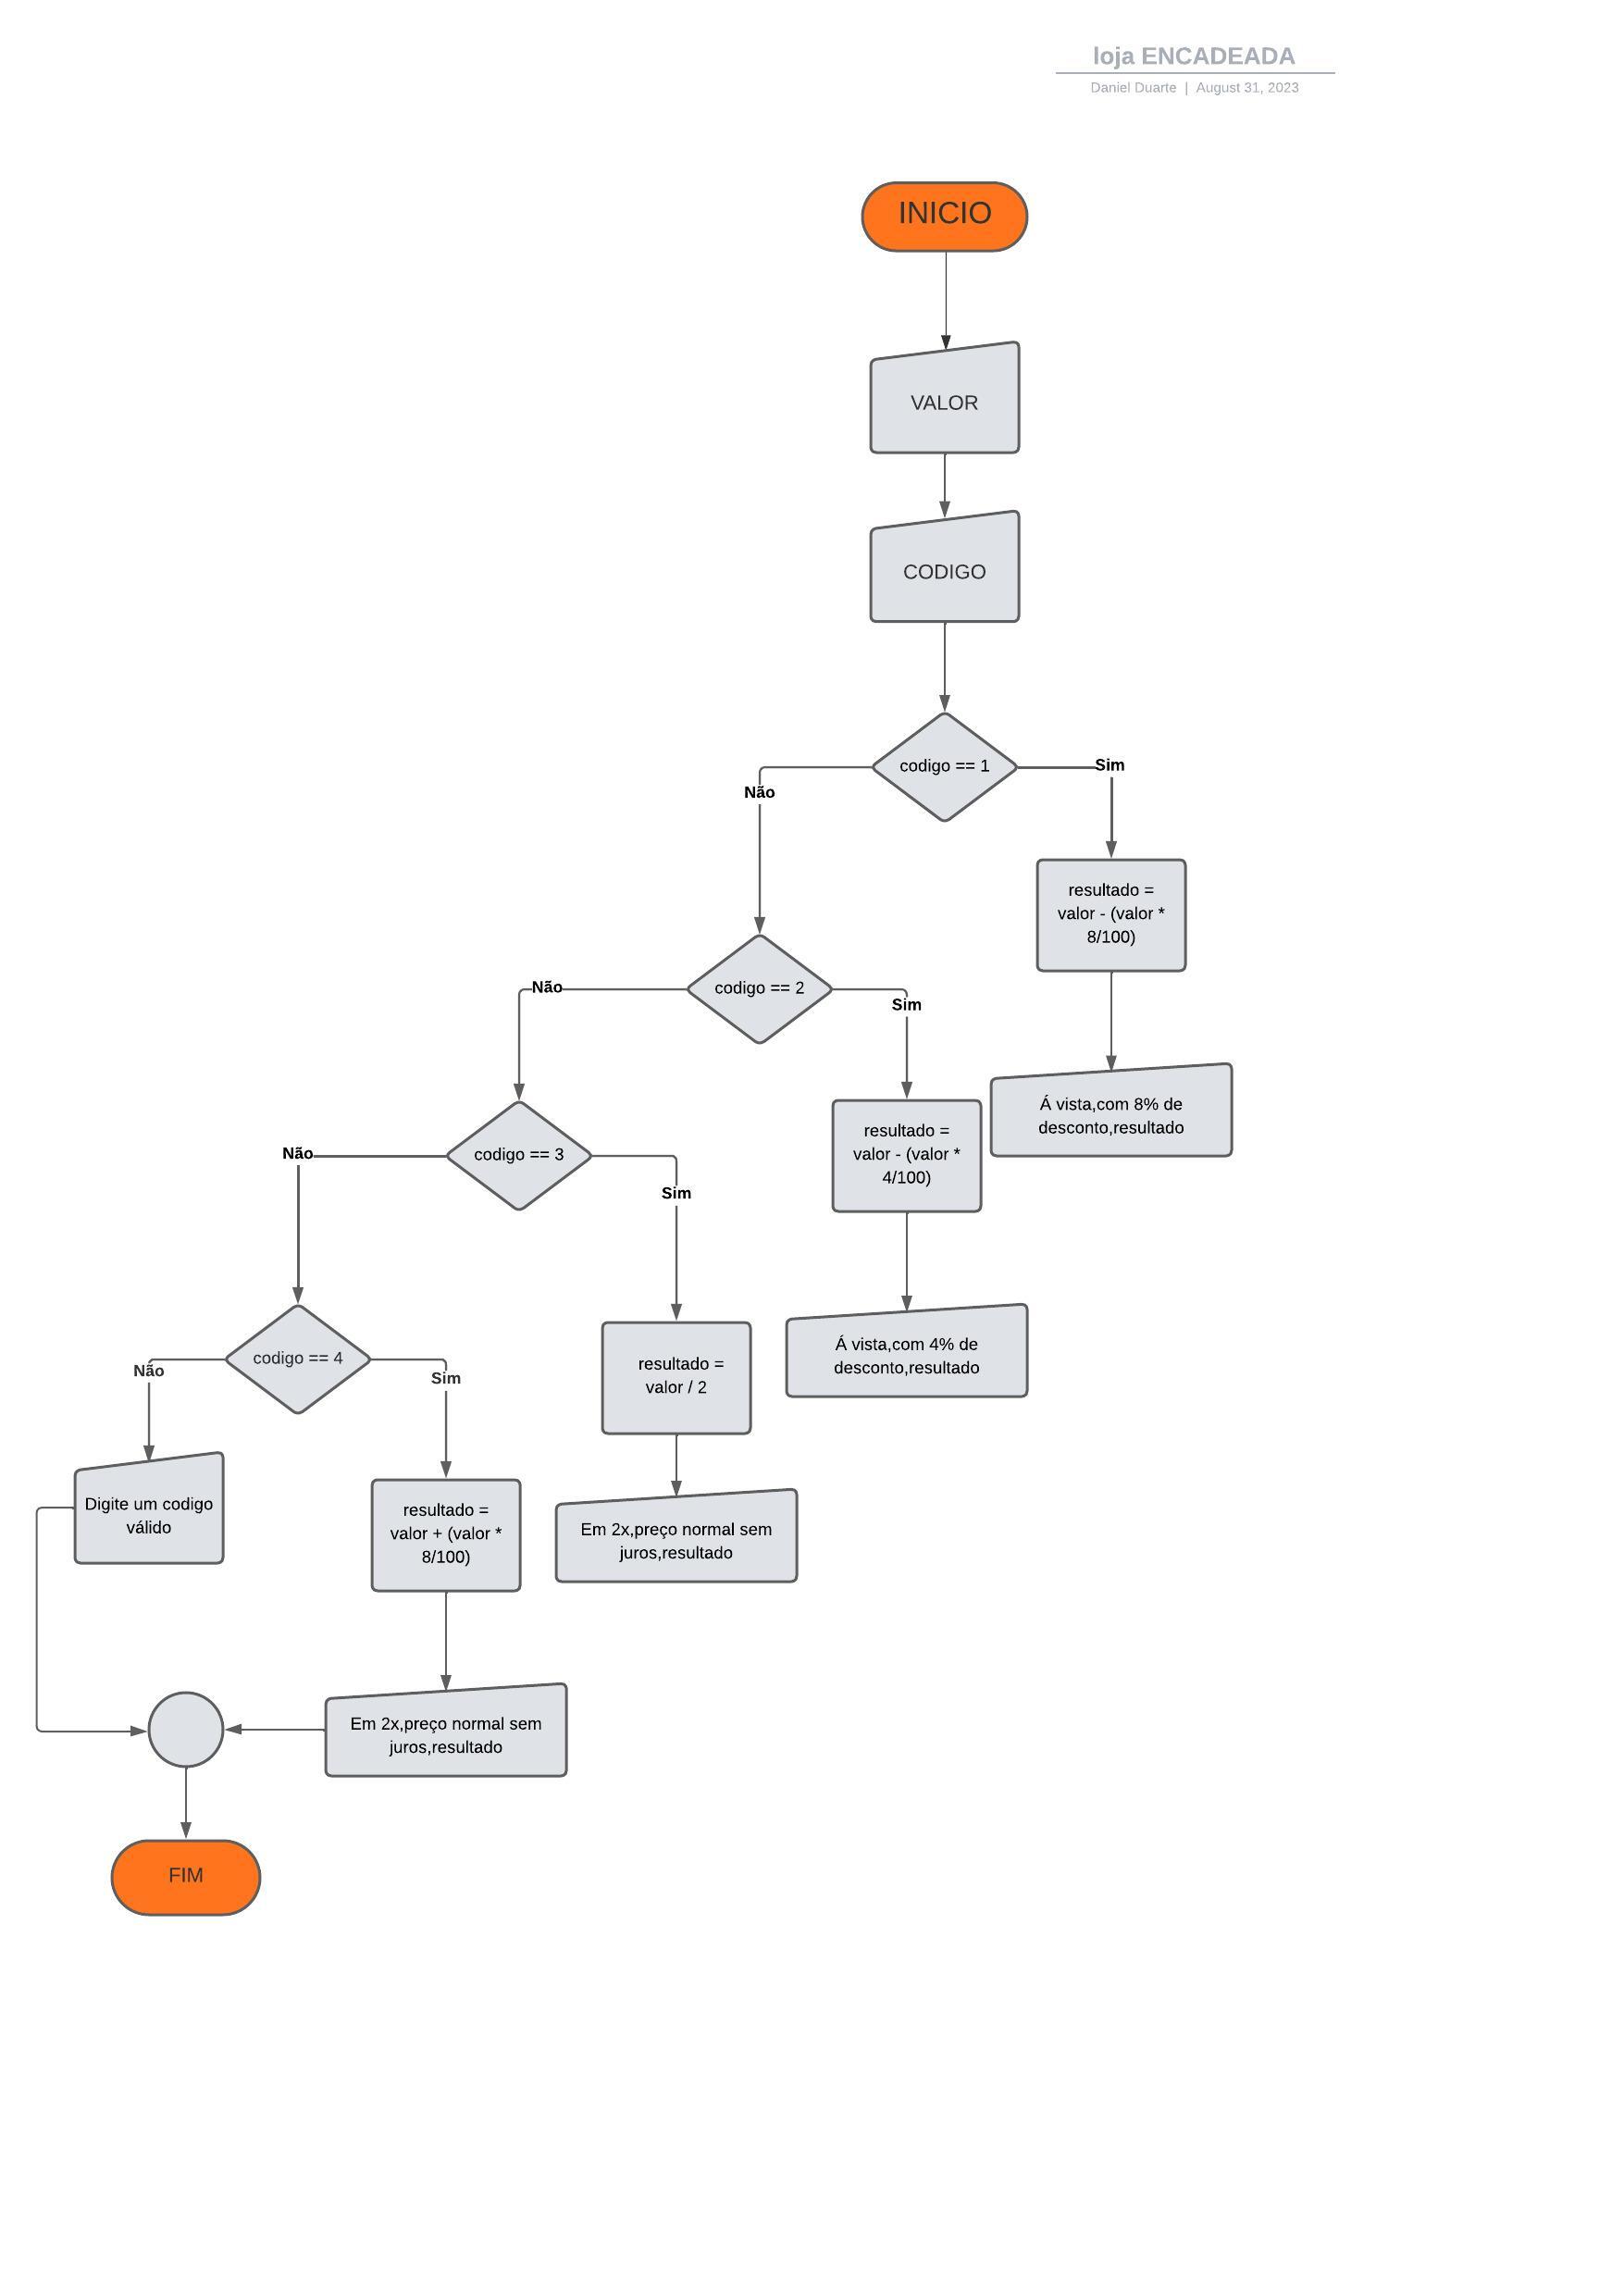 loja ENCADEADA
Daniel Duarte | August 31, 2023
INICIO
VALOR
CODIGO
codigo == 1
Sim
Não
resultado =
valor - (valor *
8/100)
Á vista,com 8% de
desconto,resultado
codigo == 2
Não
Sim
resultado =
valor - (valor *
4/100)
Á vista,com 4% de
desconto,resultado
codigo == 3
Não
Sim
resultado =
valor / 2
Em 2x,preço normal sem
juros,resultado
codigo == 4
Não
Sim
Digite um codigo
válido
resultado =
valor + (valor *
8/100)
Em 2x,preço normal sem
juros,resultado
FIM